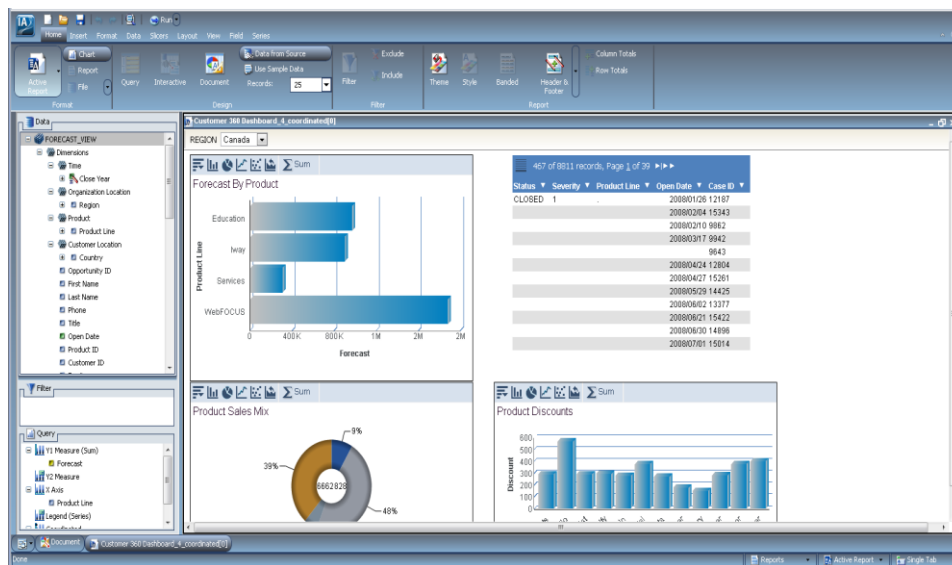 Run
Home Insert Format Data Slicers Layout View Field Series
Active Report
Chart
Report
File
Format
Query
Interactive
Document
Design
Data from Source
Use Sample Data
Records: 25
Filter
Exclude
Include
Filter
Theme
Style
Banded
Header & Footer
Column Totals
Row Totals
Report
Data
FORECAST_VIEW
Dimensions
Time
Close Year
Organization Location
Region
Product
Product Line
Customer Location
Country
Opportunity ID
First Name
Last Name
Phone
Title
Open Date
Product ID
Customer ID
Filter
Query
Y1 Measure (Sum)
Forecast
Y2 Measure
X Axis
Product Line
Legend (Series)
Customer 360 Dashboard_4_coordinated[0]
REGION Canada
Sum
Forecast By Product
Product Line
Education
Iway
Services
WebFOCUS
0 400K 800K 1M 2M 2M
Forecast
467 of 8811 records, Page 1 of 39
Status Severity Product Line Open Date Case ID
CLOSED 1 . 2008/01/26 12187
2008/02/04 15343
2008/02/10 9862
2008/03/17 9942
9643
2008/04/24 12804
2008/04/27 15261
2008/05/29 14425
2008/06/02 13377
2008/06/21 15422
2008/06/30 14896
2008/07/01 15014
Sum
Product Sales Mix
9%
39%
6662828
48%
Sum
Product Discounts
Discount
600
500
400
300
200
100
0
Document
Customer 360 Dashboard_4_coordinated[0]
Done
Reports
Active Report
Single Tab